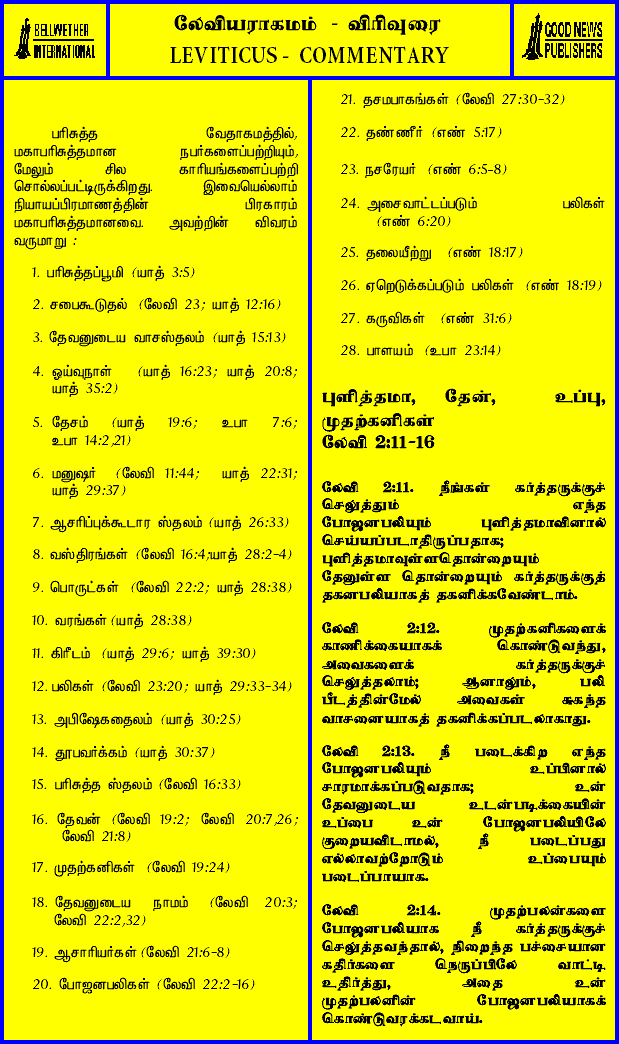 BELLWETHER
INTERNATIONAL
லேவியராகமம் - விரிவுரை
LEVITICUS - COMMENTARY
GOOD NEWS
PUBLISHERS
பரிசுத்த வேதாகமத்தில்,
மகாபரிசுத்தமான நபர்களைப்பற்றியும்,
மேலும் சில காரியங்களைப்பற்றி
சொல்லப்பட்டிருக்கிறது. இவையெல்லாம்
நியாயப்பிரமாணத்தின் பிரகாரம்
மகாபரிசுத்தமானவை. அவற்றின் விவரம்
வருமாறு :
1. பரிசுத்தப்பூமி (யாத் 3:5)
2. சபைகூடுதல் (லேவி 23; யாத் 12:16)
3. தேவனுடைய வாசஸ்தலம் (யாத் 15:13)
4. ஓய்வுநாள் (யாத் 16:23; யாத் 20:8;
யாத் 35:2)
5. தேசம் (யாத் 19:6; உபா 7:6;
உபா 14:2,21)
6. மனுஷர் (லேவி 11:44; யாத் 22:31;
யாத் 29:37)
7. ஆசரிப்புக்கூடார ஸ்தலம் (யாத் 26:33)
8. வஸ்திரங்கள் (லேவி 16:4,யாத் 28:2-4)
9. பொருட்கள் (லேவி 22:2; யாத் 28:38)
10. வரங்கள் (யாத் 28:38)
11. கிரீடம் (யாத் 29:6; யாத் 39:30)
12. பலிகள் (லேவி 23:20; யாத் 29:33-34)
13. அபிஷேகதைலம் (யாத் 30:25)
14. தூபவர்க்கம் (யாத் 30:37)
15. பரிசுத்த ஸ்தலம் (லேவி 16:33)
16. தேவன் (லேவி 19:2; லேவி 20:7,26;
லேவி 21:8)
17. முதற்கனிகள் (லேவி 19:24)
18. தேவனுடைய நாமம் (லேவி 20:3;
லேவி 22:2,32)
19. ஆசாரியர்கள் (லேவி 21:6-8)
20. போஜனபலிகள் (லேவி 22:2-16)
21. தசமபாகங்கள் (லேவி 27:30-32)
22. தண்ணீர் (எண் 5:17)
23. நசரேயர் (எண் 6:5-8)
24. அசைவாட்டப்படும் பலிகள்
(எண் 6:20)
25. தலையீற்று (எண் 18:17)
26. ஏறெடுக்கப்படும் பலிகள் (எண் 18:19)
27. கருவிகள் (எண் 31:6)
28. பாளயம் (உபா 23:14)
புளித்தமா, தேன், உப்பு,
முதற்கனிகள்
லேவி 2:11-16
லேவி 2:11. நீங்கள் கர்த்தருக்குச்
செலுத்தும் எந்த
போஜனபலியும் புளித்தமாவினால்
செய்யப்படாதிருப்பதாக;
புளித்தமாவுள்ளதொன்றையும்
தேனுள்ள தொன்றையும் கர்த்தருக்குத்
தகனபலியாகத் தகனிக்கவேண்டாம்.
லேவி 2:12. முதற்கனிகளைக்
காணிக்கையாகக் கொண்டுவந்து,
அவைகளைக் கர்த்தருக்குச்
செலுத்தலாம்; ஆனாலும், பலி
பீடத்தின்மேல் அவைகள் சுகந்த
வாசனையாகத் தகனிக்கப்படலாகாது.
லேவி 2:13. நீ படைக்கிற எந்த
போஜனபலியும் உப்பினால்
சாரமாக்கப்படுவதாக; உன்
தேவனுடைய உடன்படிக்கையின்
உப்பை உன் போஜனபலியிலே
குறையவிடாமல், நீ படைப்பது
எல்லாவற்றோடும் உப்பையும்
படைப்பாயாக.
லேவி 2:14. முதற்பலன்களை
போஜனபலியாக நீ கர்த்தருக்குச்
செலுத்தவந்தால், நிறைந்த பச்சையான
கதிர்களை நெருப்பிலே வாட்டி
உதிர்த்து, அதை உன்
முதற்பலனின் போஜனபலியாகக்
கொண்டுவரக்கடவாய்.